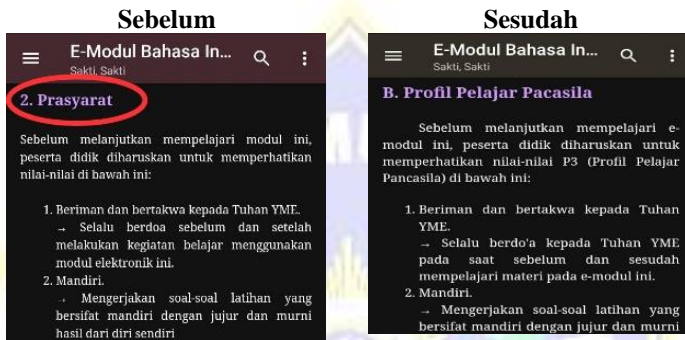 Sebelum
E-Modul Bahasa In...
Sakti, Sakti
2. Prasyarat
Sebelum melanjutkan mempelajari modul ini,
peserta didik diharuskan untuk memperhatikan
nilai-nilai di bawah ini:
1. Beriman dan bertakwa kepada Tuhan YME.
→ Selalu berdoa sebelum dan setelah
melakukan kegiatan belajar menggunakan
modul elektronik ini.
2. Mandiri.
→ Mengerjakan soal-soal latihan yang
bersifat mandiri dengan jujur dan murni
hasil dari diri sendiri
Sesudah
E-Modul Bahasa In...
Sakti, Sakti
B. Profil Pelajar Pacasila
Sebelum melanjutkan mempelajari e-
modul ini, peserta didik diharuskan untuk
memperhatikan nilai-nilai P3 (Profil Pelajar
Pancasila) di bawah ini:
1. Beriman dan bertakwa kepada Tuhan
YME.
→ Selalu berdo'a kepada Tuhan YME
pada saat sebelum dan sesudah
mempelajari materi pada e-modul ini.
2. Mandiri.
→ Mengerjakan soal-soal latihan yang
bersifat mandiri dengan jujur dan murni